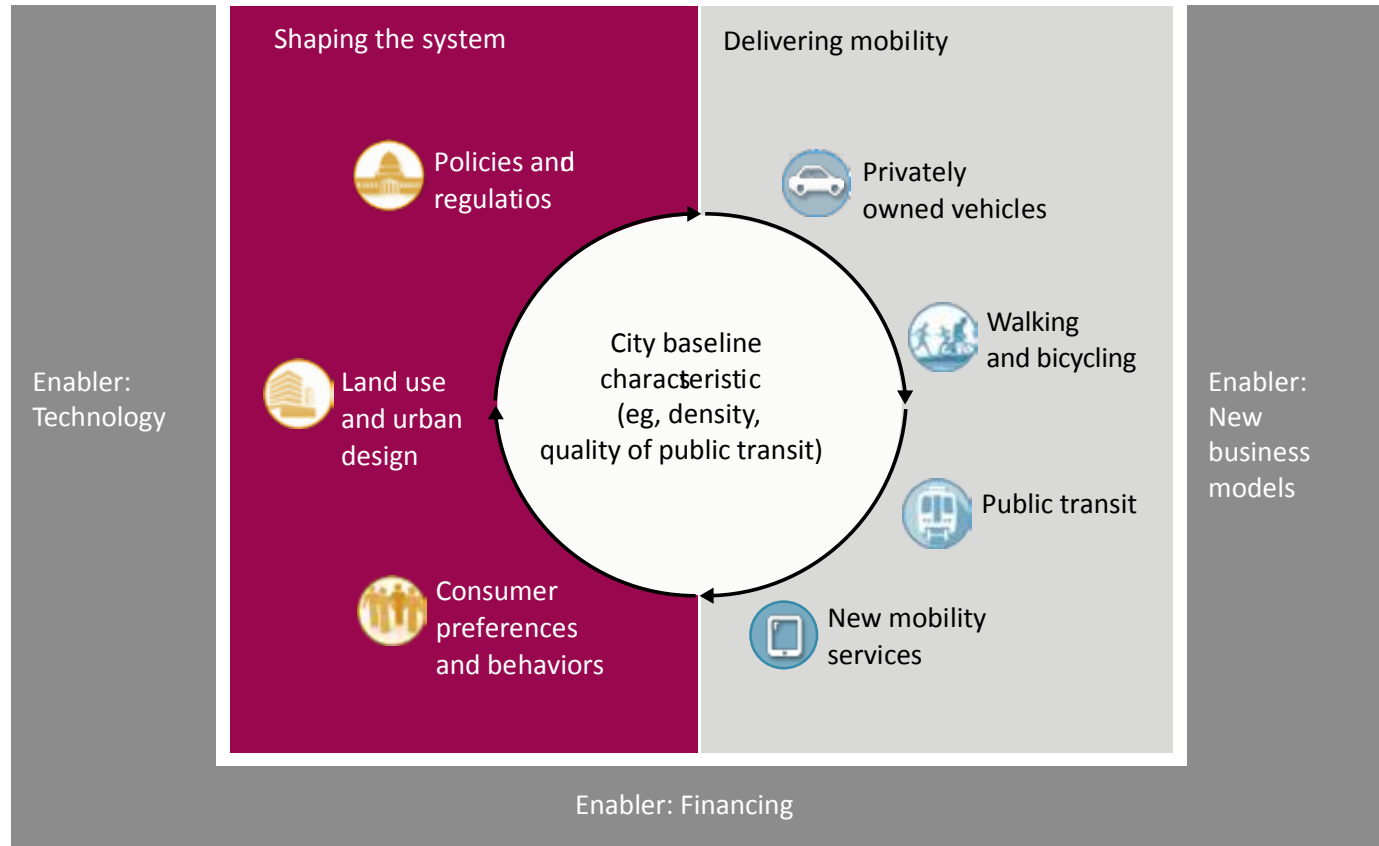 Shaping the system
Delivering mobility
Policies and
regulatios
Privately
owned vehicles
Walking
and bicycling
City baseline
characteristic
(eg, density,
quality of public transit)
Land use
and urban
design
Public transit
Consumer
preferences
and behaviors
New mobility
services
Enabler:
Technology
Enabler:
New
business
models
Enabler: Financing